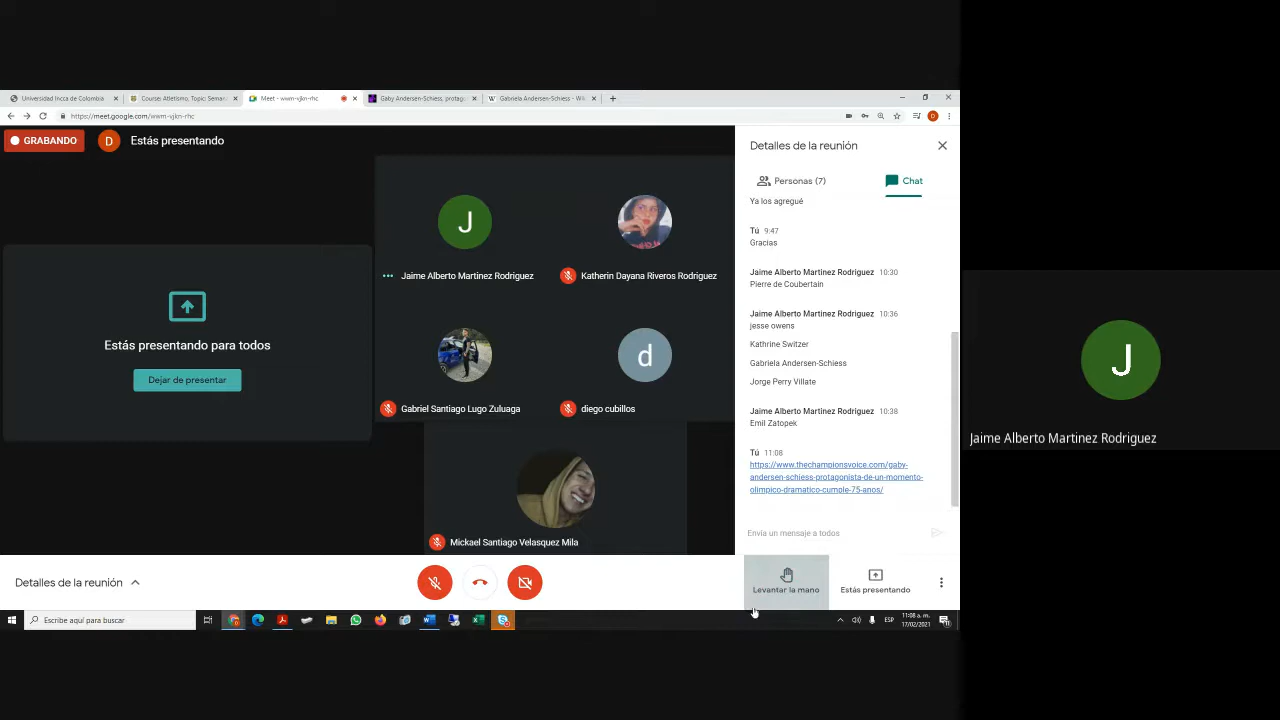 Universidad Incca de Colombia
Course: Atletismo, Topic: Seman
Meet - wwm-vjkn-rhc
Gaby Andersen-Schiess, protag
Gabriela Andersen-Schiess - Wik
https://meet.google.com/wwm-vjkn-rhc
D
GRABANDO
D
Estás presentando
Estás presentando para todos
Dejar de presentar
J
Jaime Alberto Martinez Rodriguez
Katherin Dayana Riveros Rodriguez
Gabriel Santiago Lugo Zuluaga
d
diego cubillos
Mickael Santiago Velasquez Mila
Detalles de la reunión
Personas (7)
Chat
Ya los agregué
Tú 9:47
Gracias
Jaime Alberto Martinez Rodriguez 10:30
Pierre de Coubertain
Jaime Alberto Martinez Rodriguez 10:36
jesse owens
Kathrine Switzer
Gabriela Andersen-Schiess
Jorge Perry Villate
Jaime Alberto Martinez Rodriguez 10:38
Emil Zatopek
Tú 11:08
https://www.thechampionsvoice.com/gaby-
andersen-schiess-protagonista-de-un-momento-
olimpico-dramatico-cumple-75-anos/
Envía un mensaje a todos
Detalles de la reunión
Levantar la mano
Estás presentando
Escribe aquí para buscar
ESP
11:08 a. m.
17/02/2021
J
Jaime Alberto Martinez Rodriguez